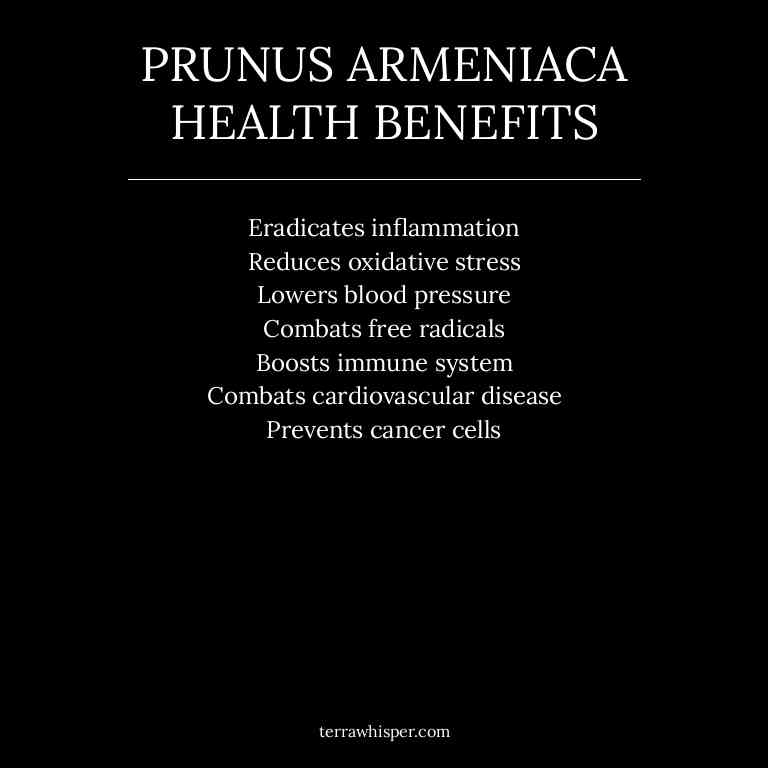 PRUNUS ARMENIACA
HEALTH BENEFITS
Eradicates inflammation
Reduces oxidative stress
Lowers blood pressure
Combats free radicals
Boosts immune system
Combats cardiovascular disease
Prevents cancer cells
terrawhisper.com